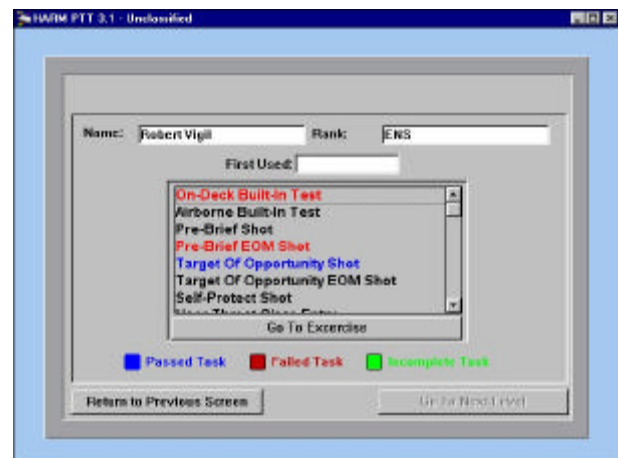 HARM PTT 3.1 - Unclassified
Name: Robert Vigil Rank: ENS
First Used:
On-Deck Built-In Test
Airborne Built-In Test
Pre-Brief Shot
Pre-Brief EOM Shot
Target Of Opportunity Shot
Target Of Opportunity EOM Shot
Self-Protect Shot
Go To Excercise
Passed Task Failed Task Incomplete Task
Return to Previous Screen Go To Next Level